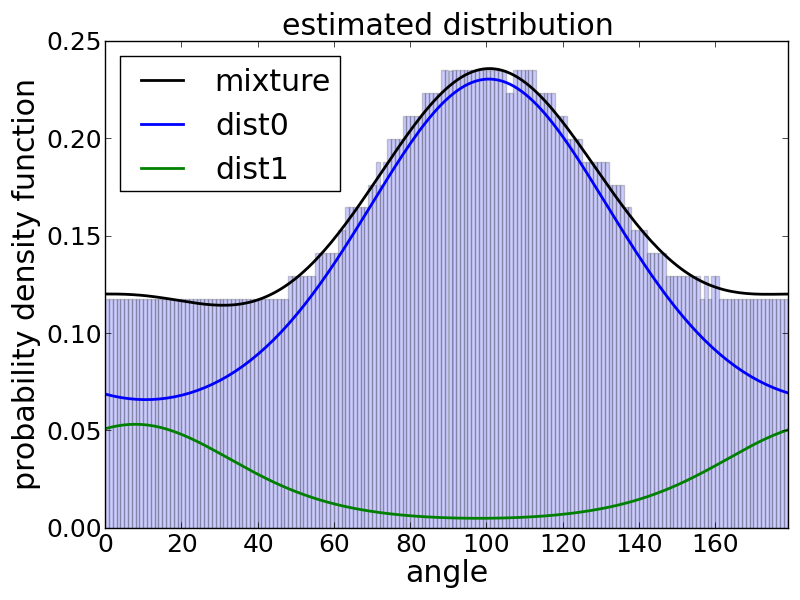 estimated distribution
probability density function
0.25
0.20
0.15
0.10
0.05
0.00
mixture
dist0
dist1
0 20 40 60 80 100 120 140 160
angle